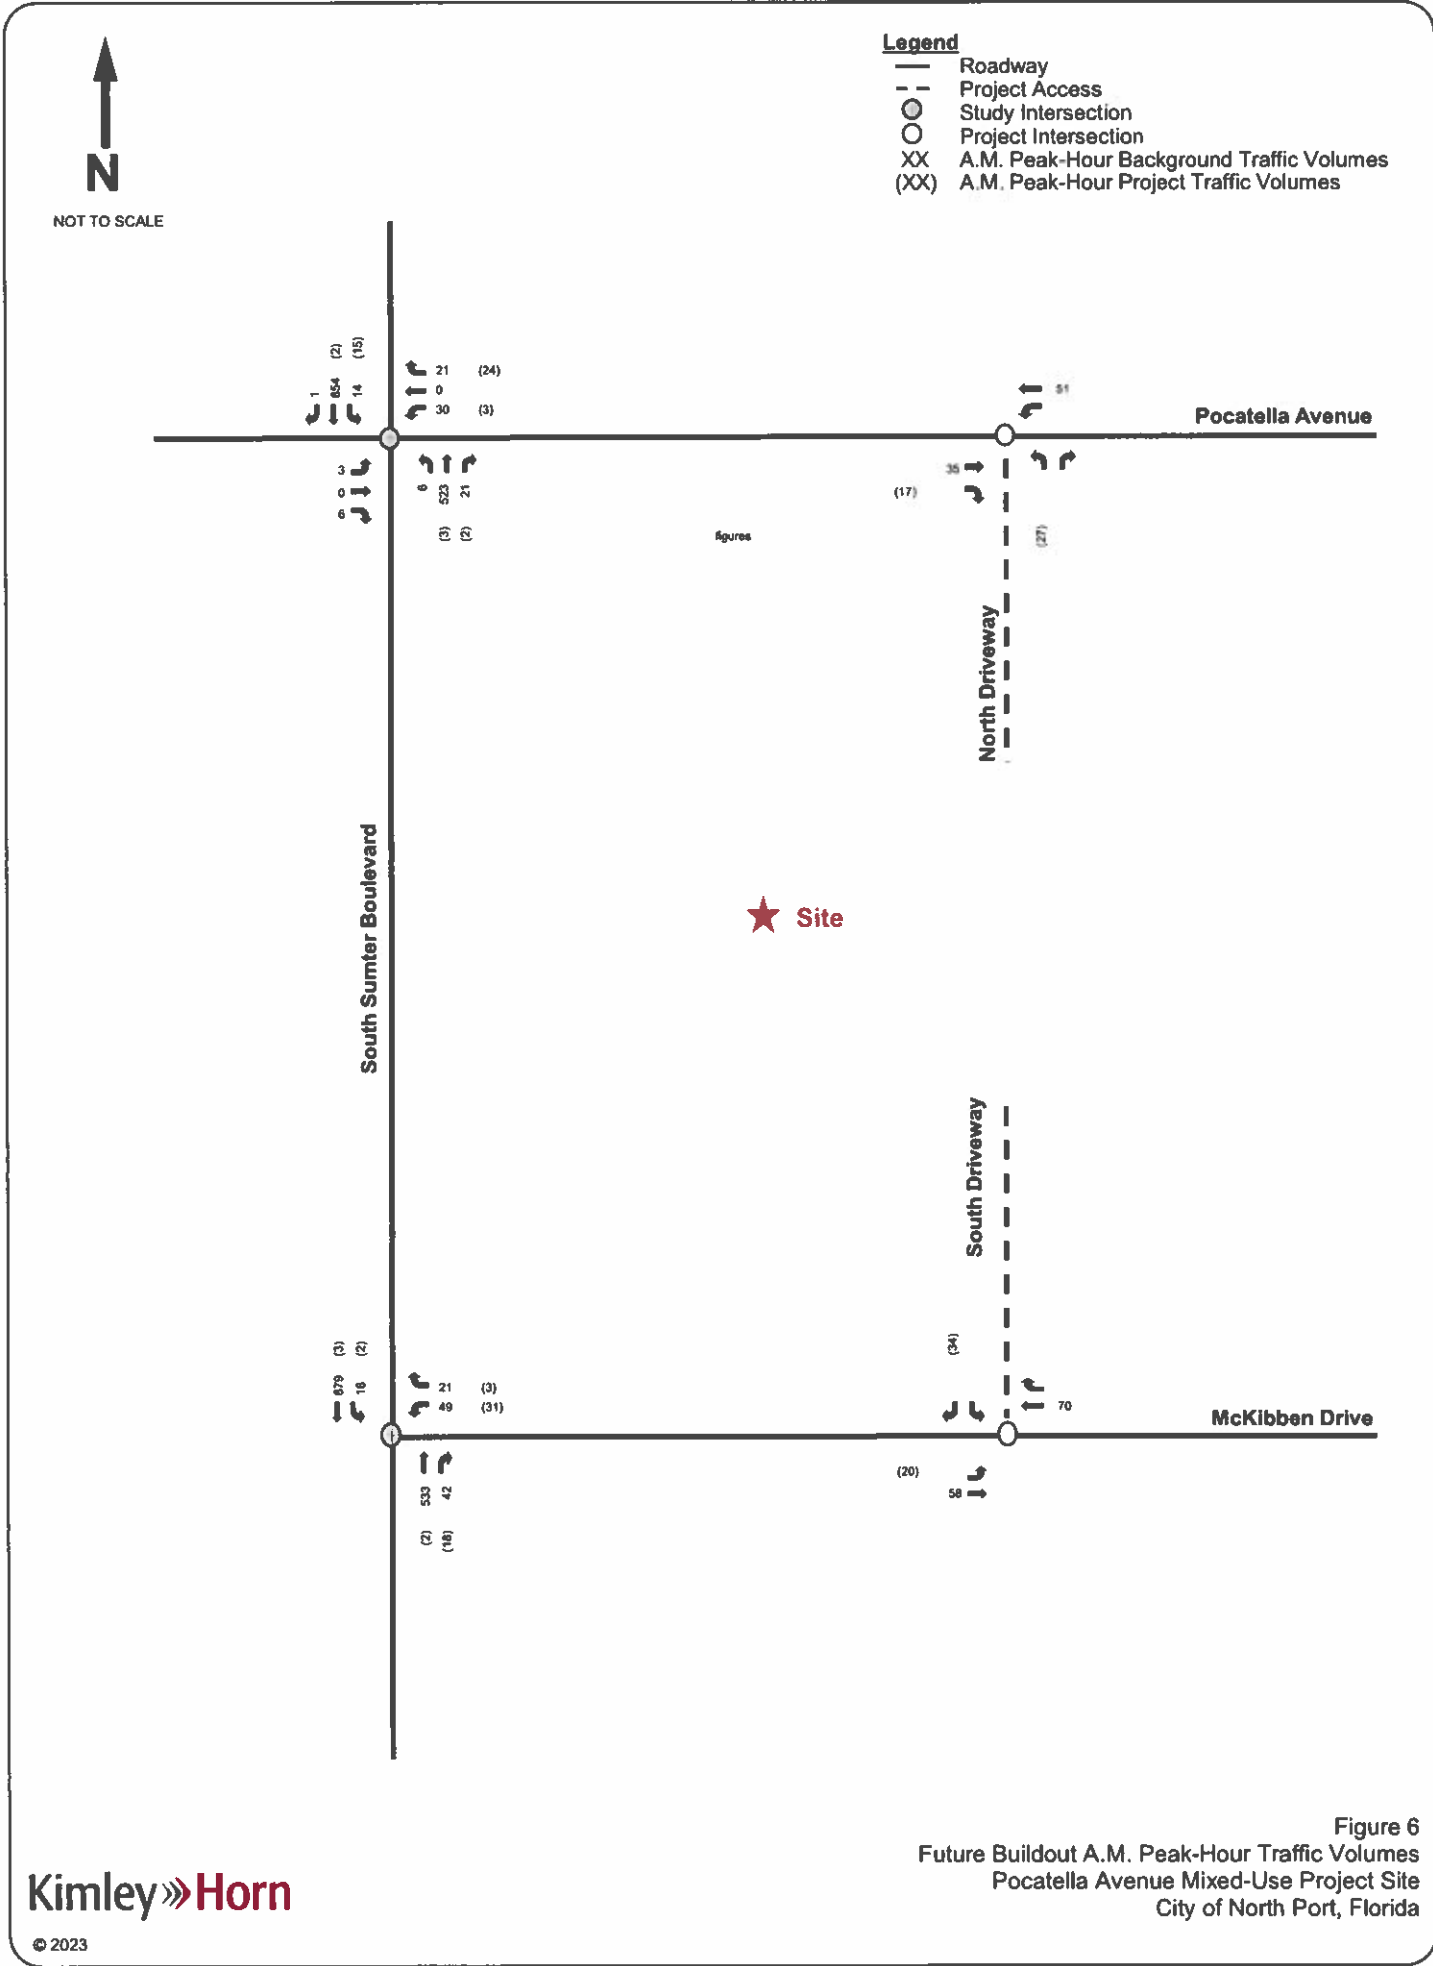 N
NOT TO SCALE
Legend
Roadway
Project Access
Study Intersection
Project Intersection
XX A.M. Peak-Hour Background Traffic Volumes
(XX) A.M. Peak-Hour Project Traffic Volumes
(2) (15)
1 654 14
21 (24)
0
30 (3)
3
0
6
6 523 21
(3) (2)
figures
51
Pocatella Avenue
35
(17)
(27)
North Driveway
South Sumter Boulevard
Site
South Driveway
(3) (2)
679 16
21 (3)
49 (31)
533 42
(2) (18)
(34)
70
McKibben Drive
(20)
58
Figure 6
Future Buildout A.M. Peak-Hour Traffic Volumes
Pocatella Avenue Mixed-Use Project Site
City of North Port, Florida
Kimley»Horn
© 2023